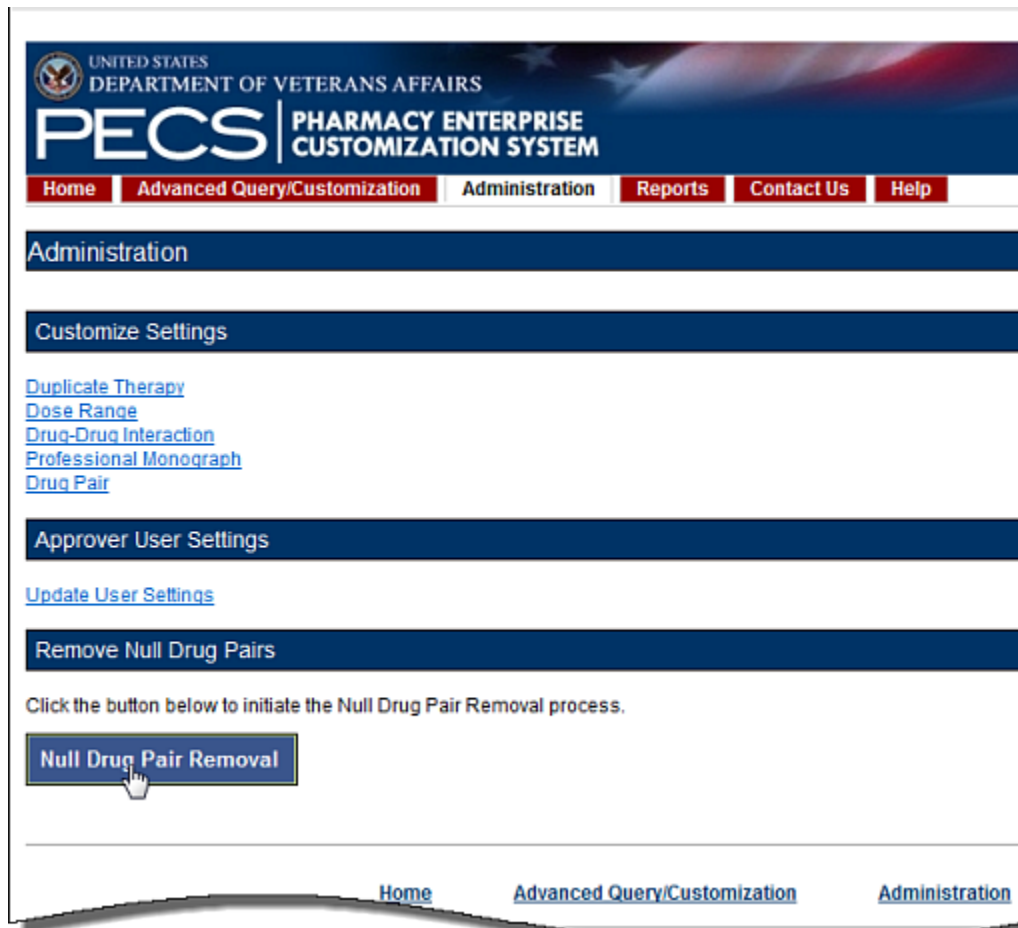 UNITED STATES
DEPARTMENT OF VETERANS AFFAIRS
PECS PHARMACY ENTERPRISE
CUSTOMIZATION SYSTEM
Home Advanced Query/Customization Administration Reports Contact Us Help
Administration
Customize Settings
Duplicate Therapy
Dose Range
Drug-Drug Interaction
Professional Monograph
Drug Pair
Approver User Settings
Update User Settings
Remove Null Drug Pairs
Click the button below to initiate the Null Drug Pair Removal process.
Null Drug Pair Removal
Home Advanced Query/Customization Administration